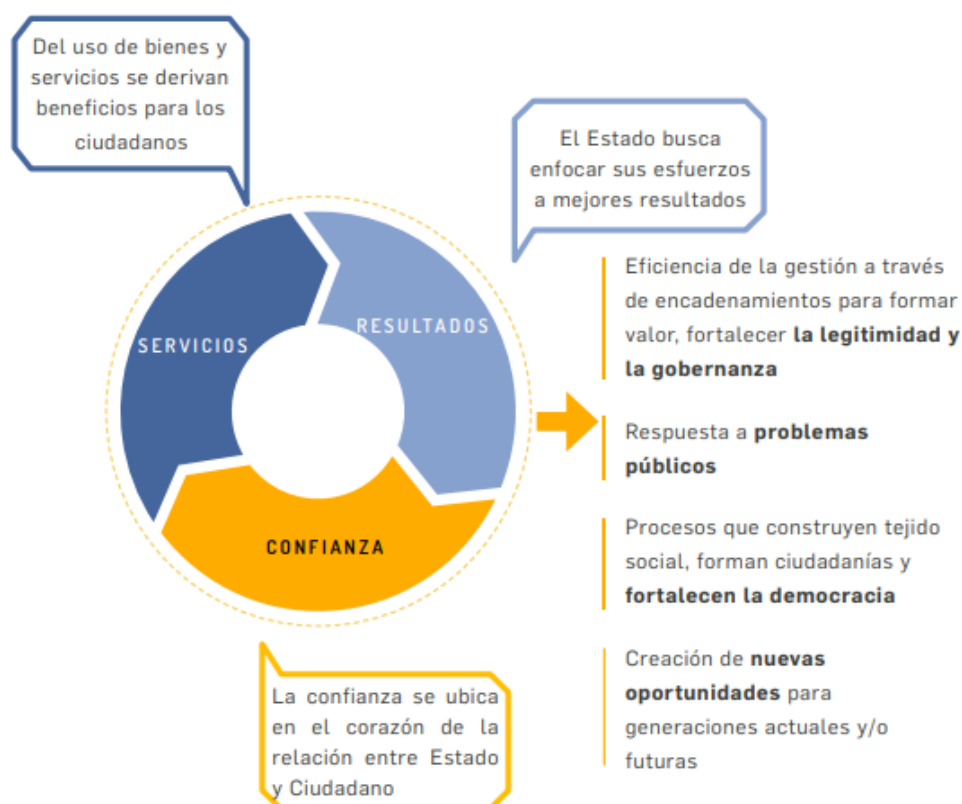 Del uso de bienes y
servicios se derivan
beneficios para los
ciudadanos
El Estado busca
enfocar sus esfuerzos
a mejores resultados
SERVICIOS
RESULTADOS
CONFIANZA
La confianza se ubica
en el corazón de la
relación entre Estado
y Ciudadano
Eficiencia de la gestión a través
de encadenamientos para formar
valor, fortalecer la legitimidad y
la gobernanza
Respuesta a problemas
públicos
Procesos que construyen tejido
social, forman ciudadanías y
fortalecen la democracia
Creación de nuevas
oportunidades para
generaciones actuales y/o
futuras